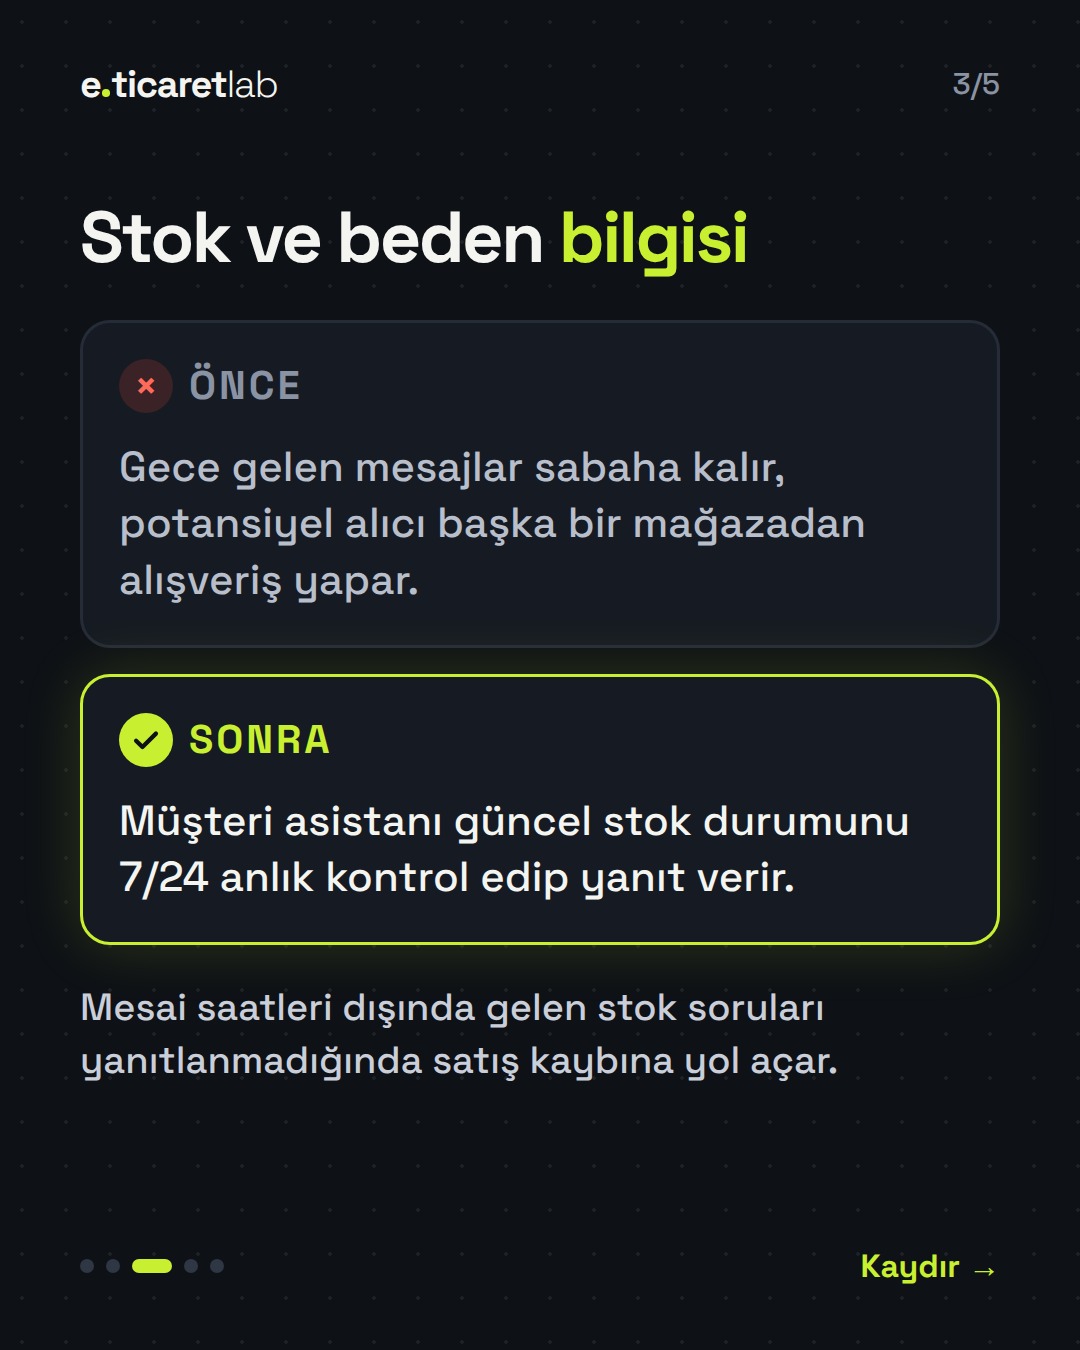 e.ticaretlab
3/5
Stok ve beden bilgisi
ÖNCE
Gece gelen mesajlar sabaha kalır,
potansiyel alıcı başka bir mağazadan
alışveriş yapar.
SONRA
Müşteri asistanı güncel stok durumunu
7/24 anlık kontrol edip yanıt verir.
Mesai saatleri dışında gelen stok soruları
yanıtlanmadığında satış kaybına yol açar.
Kaydır →